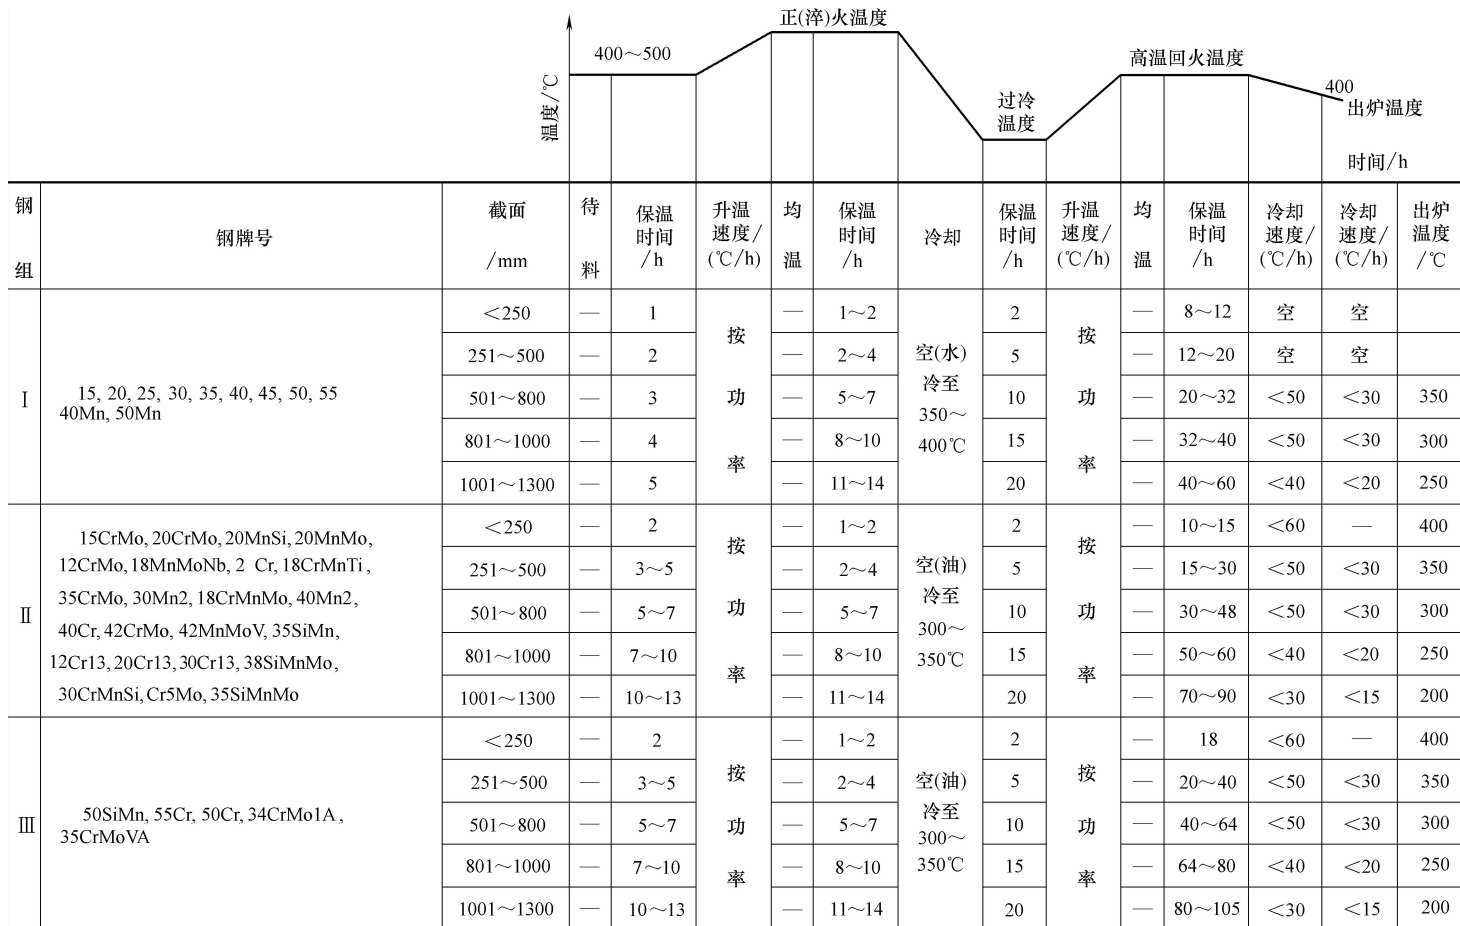 正(淬)火温度
400～500
高温回火温度
400
过冷
温度
出炉温度
温度/℃
时间/h
钢组 钢牌号 截面/mm 待料 保温时间/h 升温速度/(℃/h) 均温 保温时间/h 冷却 保温时间/h 升温速度/(℃/h) 均温 保温时间/h 冷却速度/(℃/h) 冷却速度/(℃/h) 出炉温度/℃
Ⅰ
15, 20, 25, 30, 35, 40, 45, 50, 55
40Mn, 50Mn
按功率
空(水)冷至350～400℃
按功率
<250 — 1 — 1～2 2 — 8～12 空 空
251～500 — 2 — 2～4 5 — 12～20 空 空
501～800 — 3 — 5～7 10 — 20～32 <50 <30 350
801～1000 — 4 — 8～10 15 — 32～40 <50 <30 300
1001～1300 — 5 — 11～14 20 — 40～60 <40 <20 250
Ⅱ
15CrMo, 20CrMo, 20MnSi, 20MnMo,
12CrMo, 18MnMoNb, 2 Cr, 18CrMnTi,
35CrMo, 30Mn2, 18CrMnMo, 40Mn2,
40Cr, 42CrMo, 42MnMoV, 35SiMn,
12Cr13, 20Cr13, 30Cr13, 38SiMnMo,
30CrMnSi, Cr5Mo, 35SiMnMo
按功率
空(油)冷至300～350℃
按功率
<250 — 2 — 1～2 2 — 10～15 <60 — 400
251～500 — 3～5 — 2～4 5 — 15～30 <50 <30 350
501～800 — 5～7 — 5～7 10 — 30～48 <50 <30 300
801～1000 — 7～10 — 8～10 15 — 50～60 <40 <20 250
1001～1300 — 10～13 — 11～14 20 — 70～90 <30 <15 200
Ⅲ
50SiMn, 55Cr, 50Cr, 34CrMo1A,
35CrMoVA
按功率
空(油)冷至300～350℃
按功率
<250 — 2 — 1～2 2 — 18 <60 — 400
251～500 — 3～5 — 2～4 5 — 20～40 <50 <30 350
501～800 — 5～7 — 5～7 10 — 40～64 <50 <30 300
801～1000 — 7～10 — 8～10 15 — 64～80 <40 <20 250
1001～1300 — 10～13 — 11～14 20 — 80～105 <30 <15 200